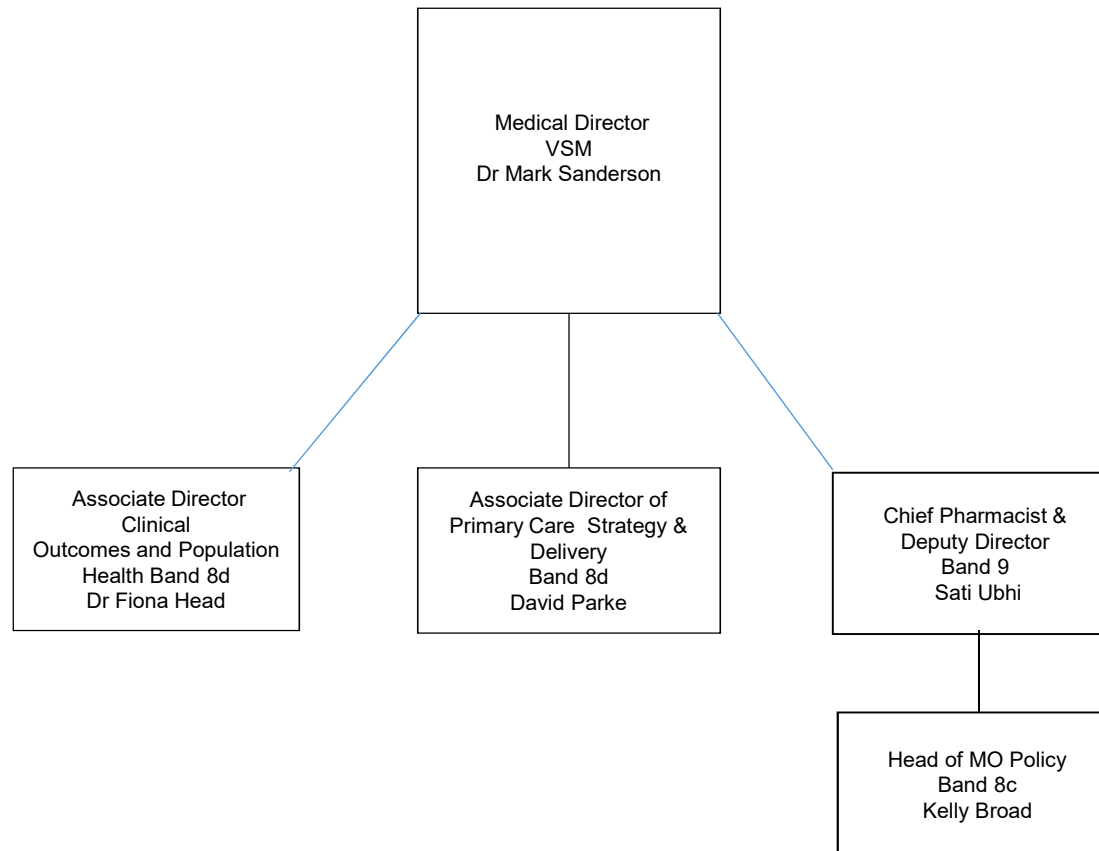 Medical Director
VSM
Dr Mark Sanderson
Associate Director
Clinical
Outcomes and Population
Health Band 8d
Dr Fiona Head
Associate Director of
Primary Care  Strategy &
Delivery
Band 8d
David Parke
Chief Pharmacist &
Deputy Director
Band 9
Sati Ubhi
Head of MO Policy
Band 8c
Kelly Broad